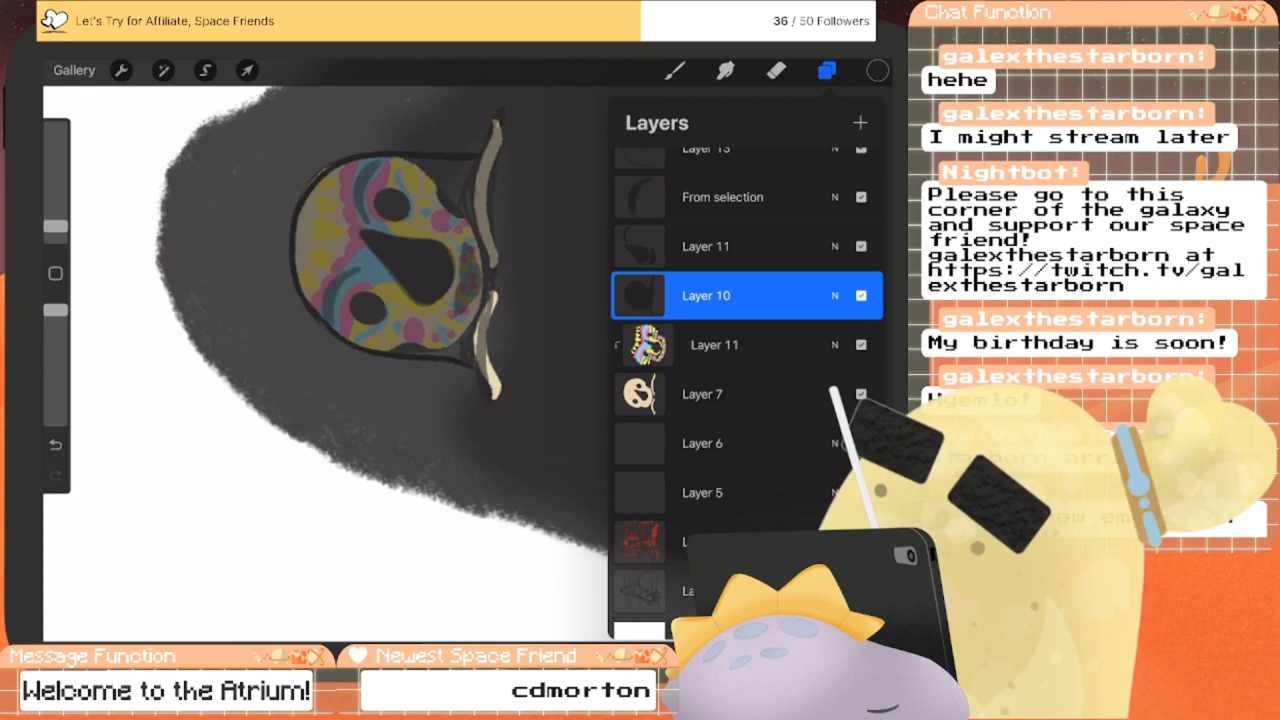 Let's Try for Affiliate, Space Friends
36 / 50 Followers
Gallery
Layers
Layer 13
N
From selection
N
Layer 11
N
Layer 10
N
Layer 11
N
Layer 7
Layer 6
N
Layer 5
Chat Function
galexthestarborn:
hehe
galexthestarborn:
I might stream later
Nightbot:
Please go to this
corner of the galaxy
and support our space
friend!
galexthestarborn at
https://twitch.tv/gal
exthestarborn
galexthestarborn:
My birthday is soon!
galexthestarborn:
Message Function
Welcome to the Atrium!
Newest Space Friend
cdmorton